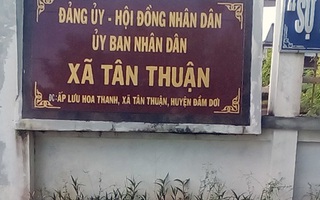 ĐẢNG ỦY - HỘI ĐỒNG NHÂN DÂN
ỦY BAN NHÂN DÂN
XÃ TÂN THUẬN
ĐC: ẤP LƯU HOA THANH, XÃ TÂN THUẬN, HUYỆN ĐẦM DƠI